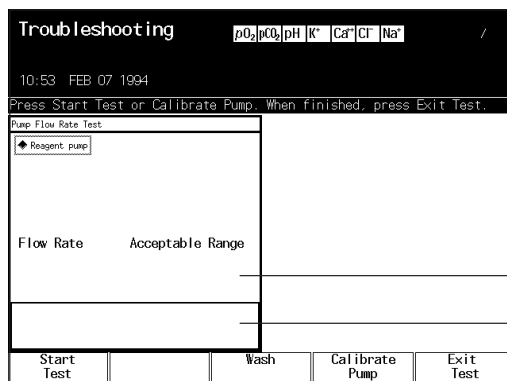 Troubleshooting pO₂ pCO₂ pH K⁺ Ca⁺⁺ Cl⁻ Na⁺ /
10:53 FEB 07 1994
Press Start Test or Calibrate Pump. When finished, press Exit Test.
Pump Flow Rate Test
Reagent pump
Flow Rate Acceptable Range
Start Test
Wash
Calibrate Pump
Exit Test